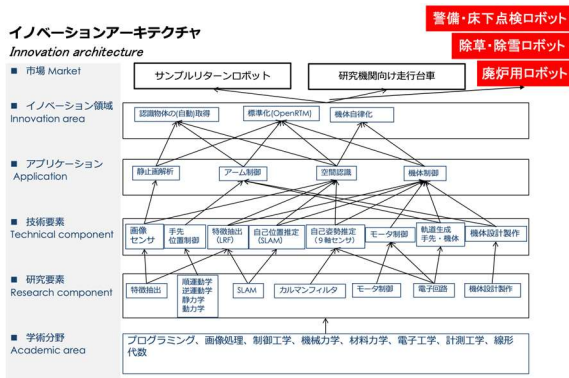 イノベーションアーキテクチャ
Innovation architecture
警備・床下点検ロボット
除草・除雪ロボット
廃炉用ロボット
■ 市場 Market
サンプルリターンロボット
研究機関向け走行台車
■ イノベーション領域
Innovation area
認識物体の(自動)取得
標準化(OpenRTM)
機体自律化
■ アプリケーション
Application
静止画解析
アーム制御
空間認識
機体制御
■ 技術要素
Technical component
画像
センサ
手先
位置制御
特徴抽出
(LRF)
自己位置推定
(SLAM)
自己姿勢推定
(9軸センサ)
モータ制御
軌道生成
手先・機体
機体設計製作
■ 研究要素
Research component
特徴抽出
順運動学
逆運動学
静力学
動力学
SLAM
カルマンフィルタ
モータ制御
電子回路
機体設計製作
■ 学術分野
Academic area
プログラミング、画像処理、制御工学、機械力学、材料力学、電子工学、計測工学、線形
代数